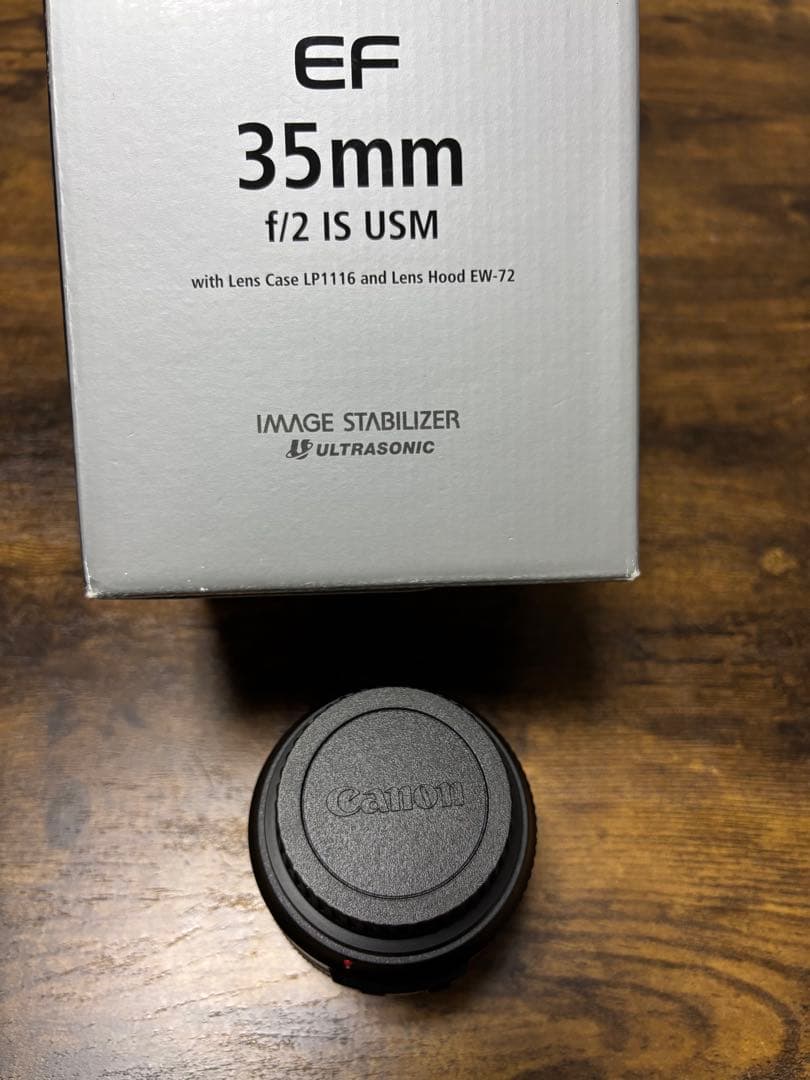 EF
35mm
f/2 IS USM
with Lens Case LP1116 and Lens Hood EW-72
IMAGE STABILIZER
ULTRASONIC
Canon